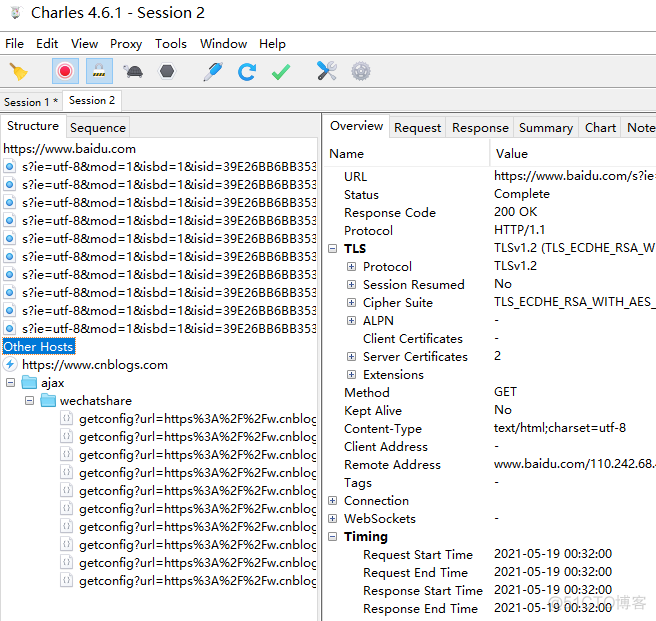 Charles 4.6.1 - Session 2
File Edit View Proxy Tools Window Help
Session 1 * Session 2
Structure Sequence
https://www.baidu.com
s?ie=utf-8&mod=1&isbd=1&isid=39E26BB6BB353
s?ie=utf-8&mod=1&isbd=1&isid=39E26BB6BB353
s?ie=utf-8&mod=1&isbd=1&isid=39E26BB6BB353
s?ie=utf-8&mod=1&isbd=1&isid=39E26BB6BB353
s?ie=utf-8&mod=1&isbd=1&isid=39E26BB6BB353
s?ie=utf-8&mod=1&isbd=1&isid=39E26BB6BB353
s?ie=utf-8&mod=1&isbd=1&isid=39E26BB6BB353
s?ie=utf-8&mod=1&isbd=1&isid=39E26BB6BB353
s?ie=utf-8&mod=1&isbd=1&isid=39E26BB6BB353
s?ie=utf-8&mod=1&isbd=1&isid=39E26BB6BB353
Other Hosts
https://www.cnblogs.com
ajax
wechatshare
getconfig?url=https%3A%2F%2Fw.cnblog
getconfig?url=https%3A%2F%2Fw.cnblog
getconfig?url=https%3A%2F%2Fw.cnblog
getconfig?url=https%3A%2F%2Fw.cnblog
getconfig?url=https%3A%2F%2Fw.cnblog
getconfig?url=https%3A%2F%2Fw.cnblog
getconfig?url=https%3A%2F%2Fw.cnblog
getconfig?url=https%3A%2F%2Fw.cnblog
getconfig?url=https%3A%2F%2Fw.cnblog
getconfig?url=https%3A%2F%2Fw.cnblog
Overview Request Response Summary Chart Note
Name Value
URL https://www.baidu.com/s?ie=
Status Complete
Response Code 200 OK
Protocol HTTP/1.1
TLS TLSv1.2 (TLS_ECDHE_RSA_W
Protocol TLSv1.2
Session Resumed No
Cipher Suite TLS_ECDHE_RSA_WITH_AES_
ALPN -
Client Certificates -
Server Certificates 2
Extensions
Method GET
Kept Alive No
Content-Type text/html;charset=utf-8
Client Address -
Remote Address www.baidu.com/110.242.68.
Tags -
Connection
WebSockets -
Timing
Request Start Time 2021-05-19 00:32:00
Request End Time 2021-05-19 00:32:00
Response Start Time 2021-05-19 00:32:00
Response End Time 2021-05-19 00:32:00
@51CTO博客